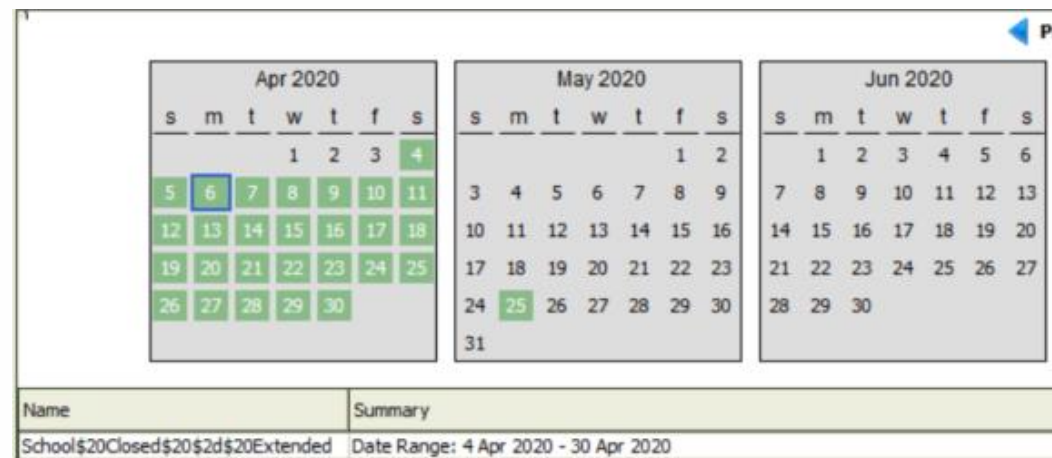 P
Apr 2020
s m t w t f s
1 2 3 4
5 6 7 8 9 10 11
12 13 14 15 16 17 18
19 20 21 22 23 24 25
26 27 28 29 30
May 2020
s m t w t f s
1 2
3 4 5 6 7 8 9
10 11 12 13 14 15 16
17 18 19 20 21 22 23
24 25 26 27 28 29 30
31
Jun 2020
s m t w t f s
1 2 3 4 5 6
7 8 9 10 11 12 13
14 15 16 17 18 19 20
21 22 23 24 25 26 27
28 29 30
Name Summary
School$20Closed$20$2d$20Extended Date Range: 4 Apr 2020 - 30 Apr 2020